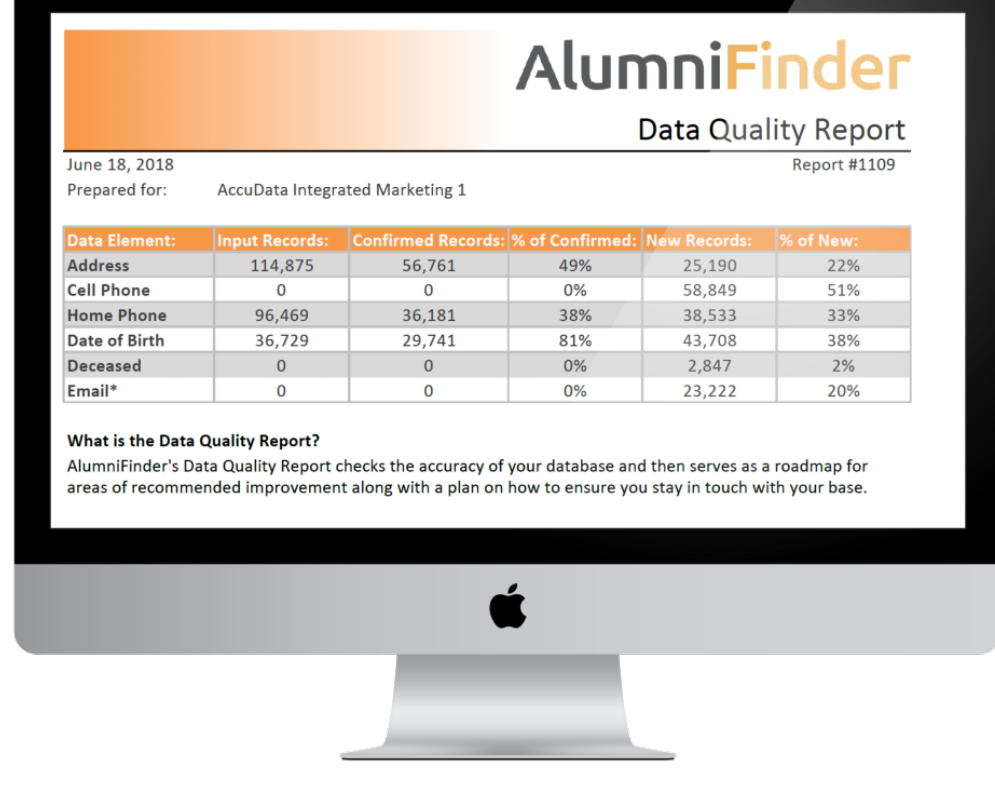 AlumniFinder
Data Quality Report
June 18, 2018 Report #1109
Prepared for: AccuData Integrated Marketing 1
Data Element: Input Records: Confirmed Records: % of Confirmed: New Records: % of New:
Address 114,875 56,761 49% 25,190 22%
Cell Phone 0 0 0% 58,849 51%
Home Phone 96,469 36,181 38% 38,533 33%
Date of Birth 36,729 29,741 81% 43,708 38%
Deceased 0 0 0% 2,847 2%
Email* 0 0 0% 23,222 20%
What is the Data Quality Report?
AlumniFinder's Data Quality Report checks the accuracy of your database and then serves as a roadmap for
areas of recommended improvement along with a plan on how to ensure you stay in touch with your base.